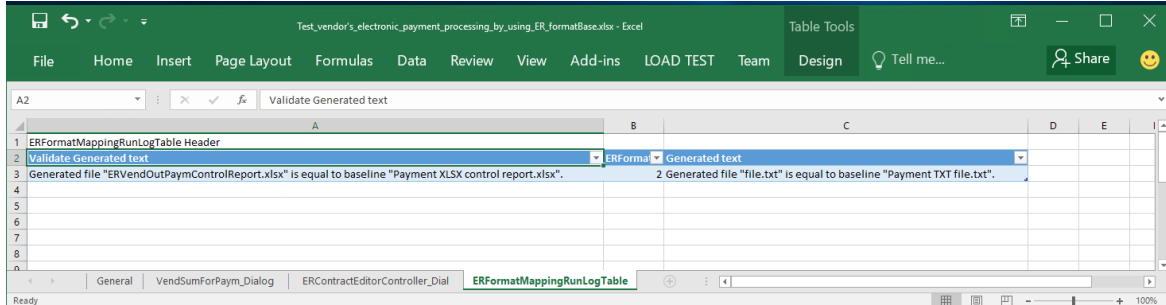 Test_vendor's_electronic_payment_processing_by_using_ER_formatBase.xlsx - Excel
Table Tools
File Home Insert Page Layout Formulas Data Review View Add-ins LOAD TEST Team Design Tell me... Share
A2 fx Validate Generated text
A B C D E
1 ERFormatMappingRunLogTable Header
2 Validate Generated text ERFormat Generated text
3 Generated file "ERVendOutPaymControlReport.xlsx" is equal to baseline "Payment XLSX control report.xlsx". 2 Generated file "file.txt" is equal to baseline "Payment TXT file.txt".
4
5
6
7
8
General VendSumForPaym_Dialog ERContractEditorController_Dial ERFormatMappingRunLogTable
Ready 100%